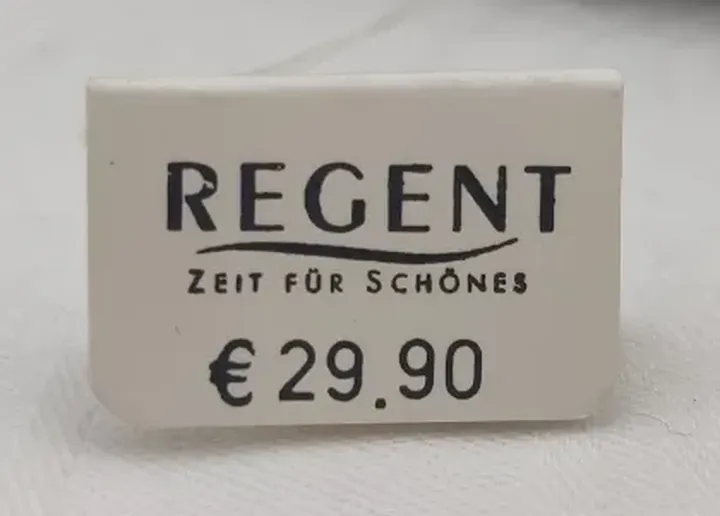 REGENT
ZEIT FÜR SCHÖNES
€ 29.90